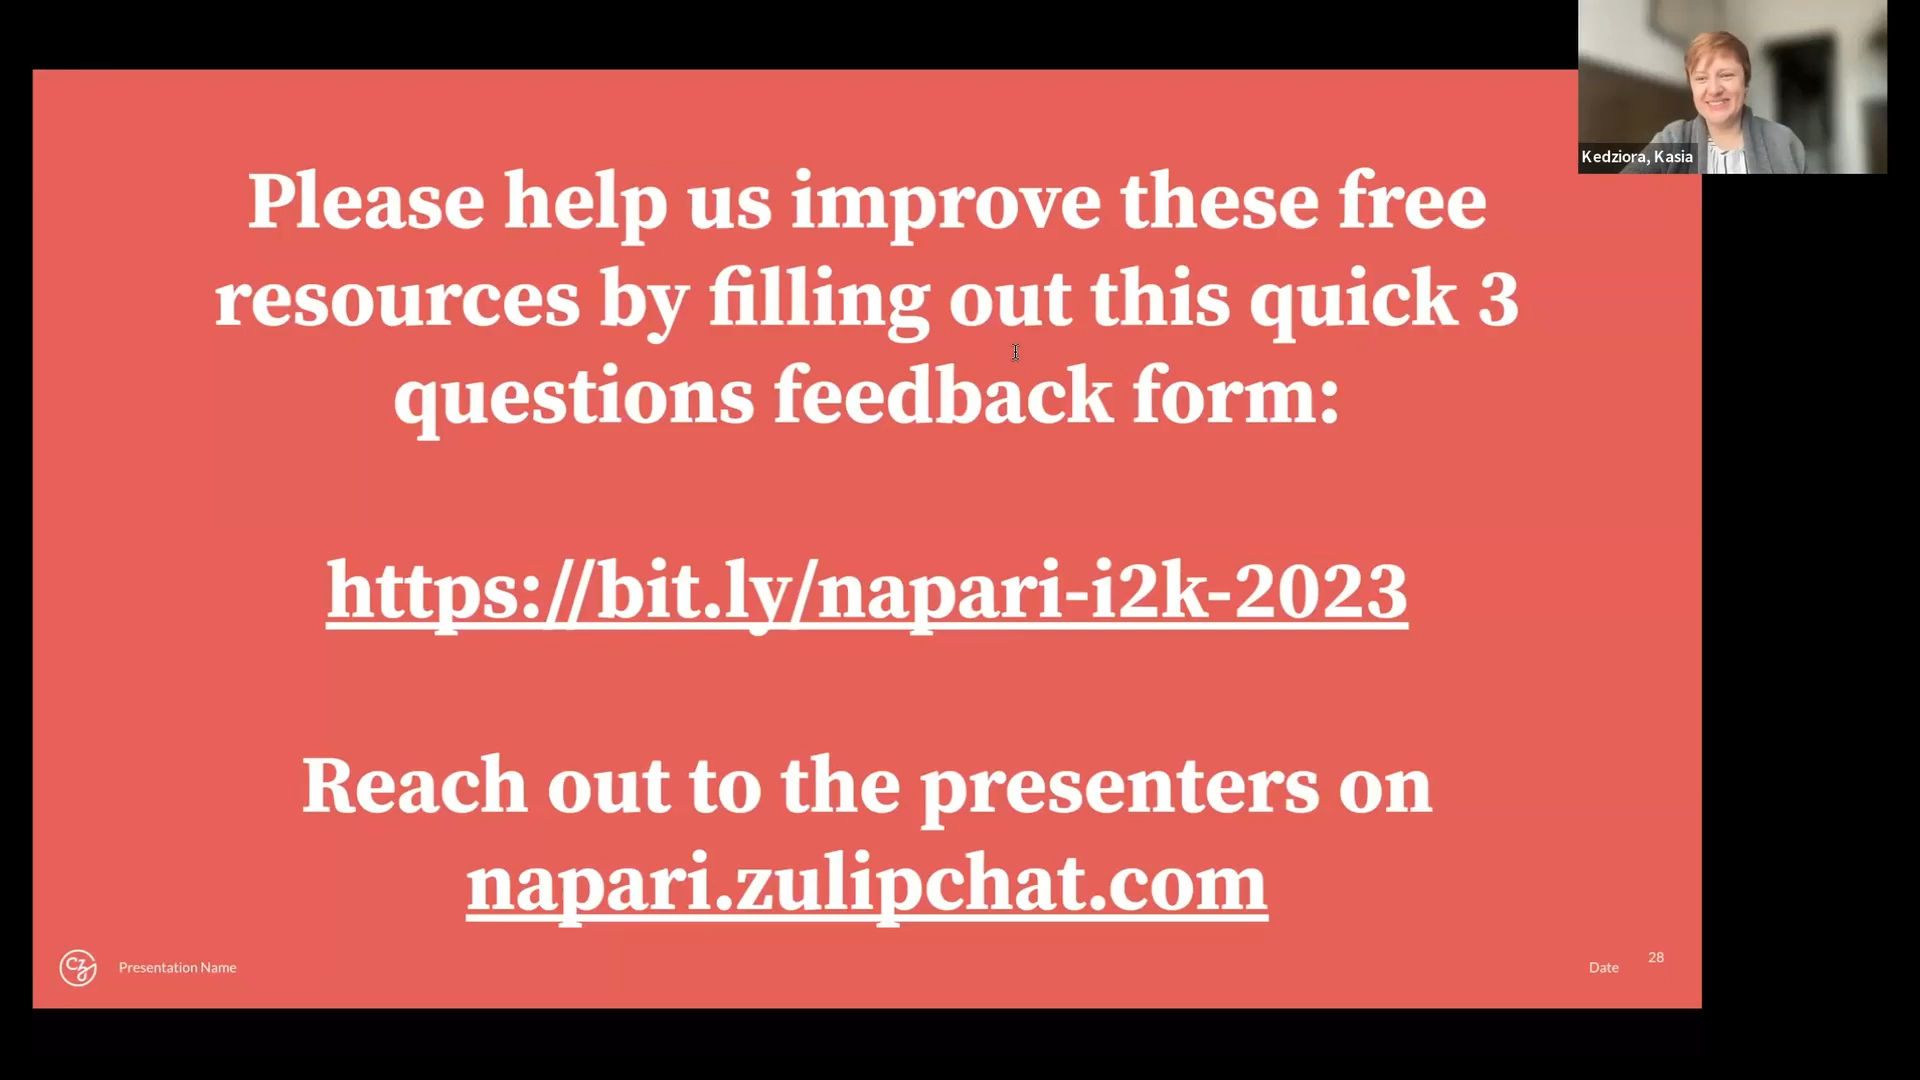 Kedziora, Kasia
Please help us improve these free
resources by filling out this quick 3
questions feedback form:
https://bit.ly/napari-i2k-2023
Reach out to the presenters on
napari.zulipchat.com
CZI
Presentation Name
Date
28